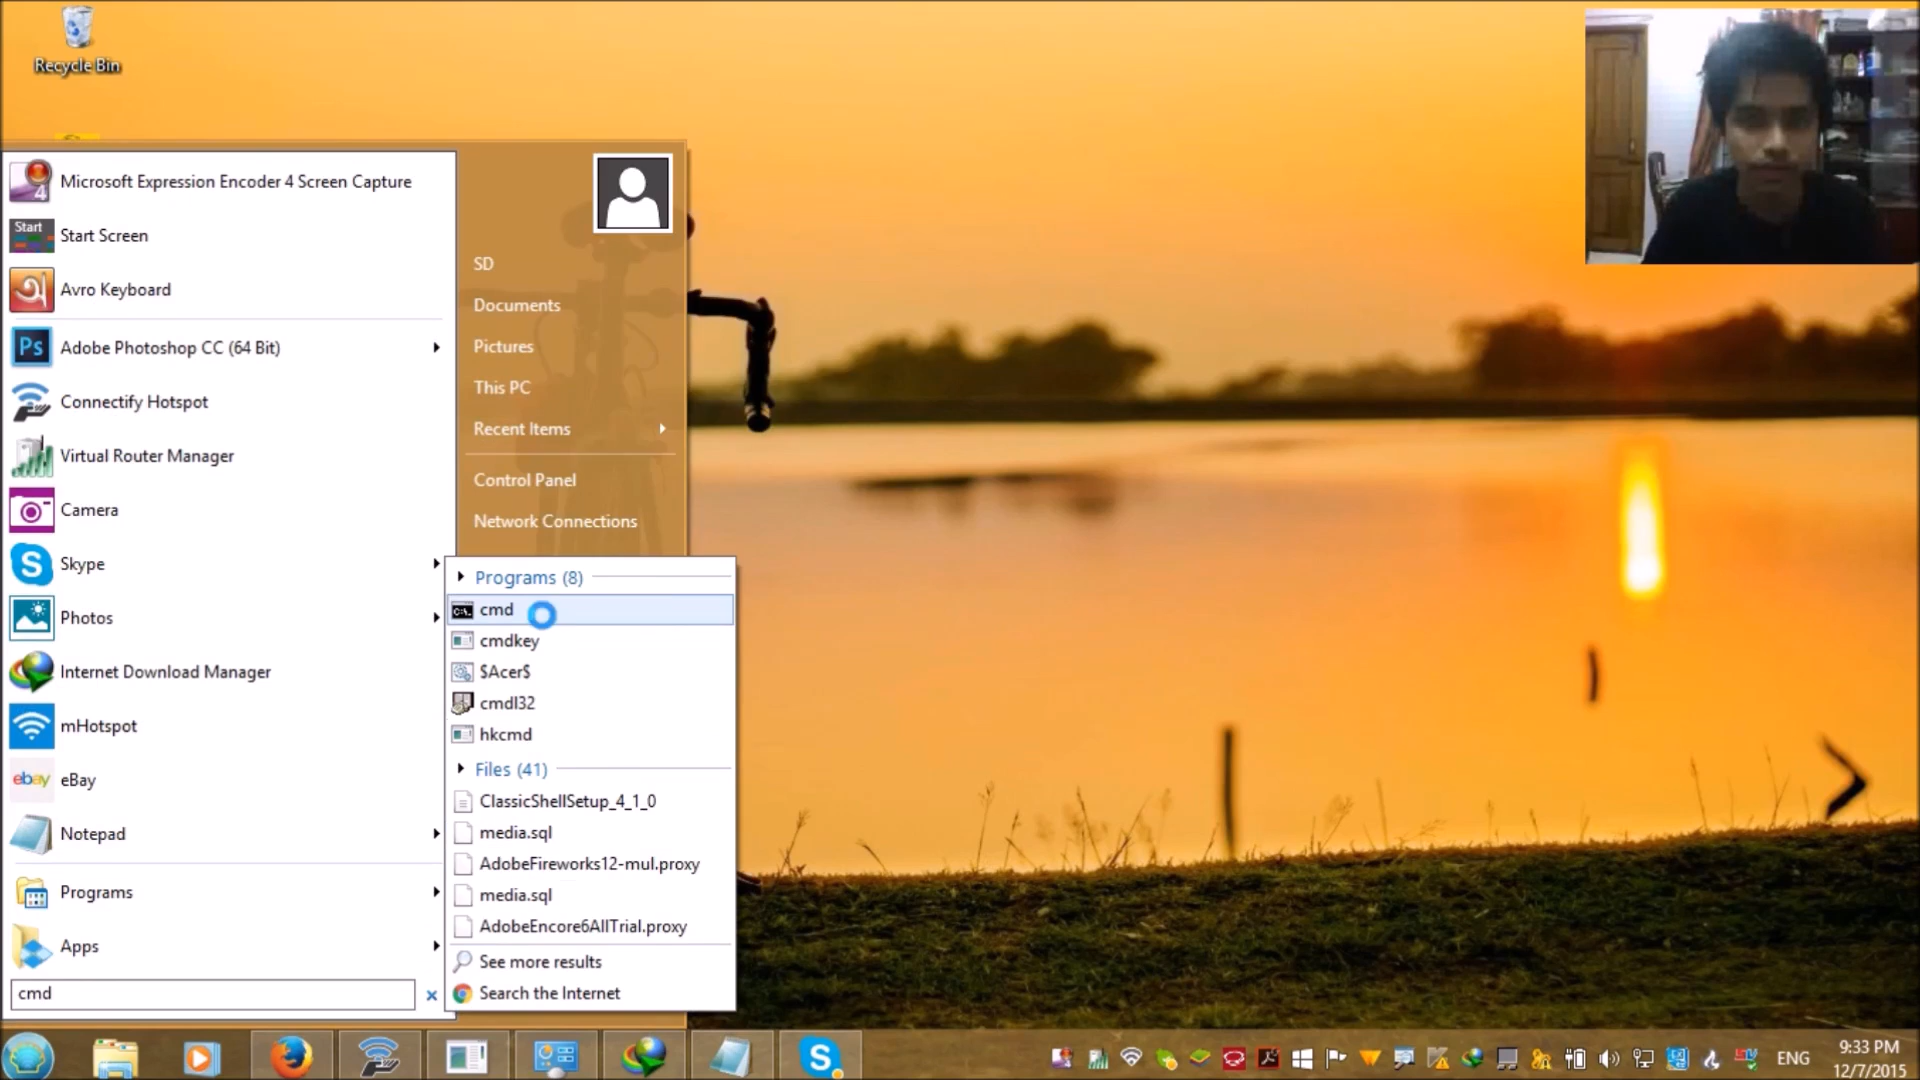 Recycle Bin
4
Microsoft Expression Encoder 4 Screen Capture
Start
Start Screen
Avro Keyboard
Ps
Adobe Photoshop CC (64 Bit)
Connectify Hotspot
Virtual Router Manager
Camera
S
Skype
Photos
Internet Download Manager
mHotspot
ebay
eBay
Notepad
Programs
Apps
cmd
SD
Documents
Pictures
This PC
Recent Items
Control Panel
Network Connections
Programs (8)
C:\.
cmd
cmdkey
$Acer$
cmdl32
hkcmd
Files (41)
ClassicShellSetup_4_1_0
media.sql
AdobeFireworks12-mul.proxy
media.sql
AdobeEncore6AllTrial.proxy
See more results
Search the Internet
S
ENG
9:33 PM
12/7/2015